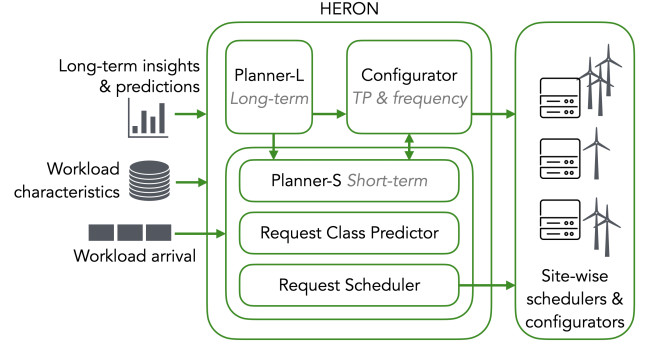 HERON
Long-term insights
& predictions
Planner-L
Long-term
Configurator
TP & frequency
Workload
characteristics
Planner-S Short-term
Request Class Predictor
Workload arrival
Request Scheduler
Site-wise
schedulers &
configurators